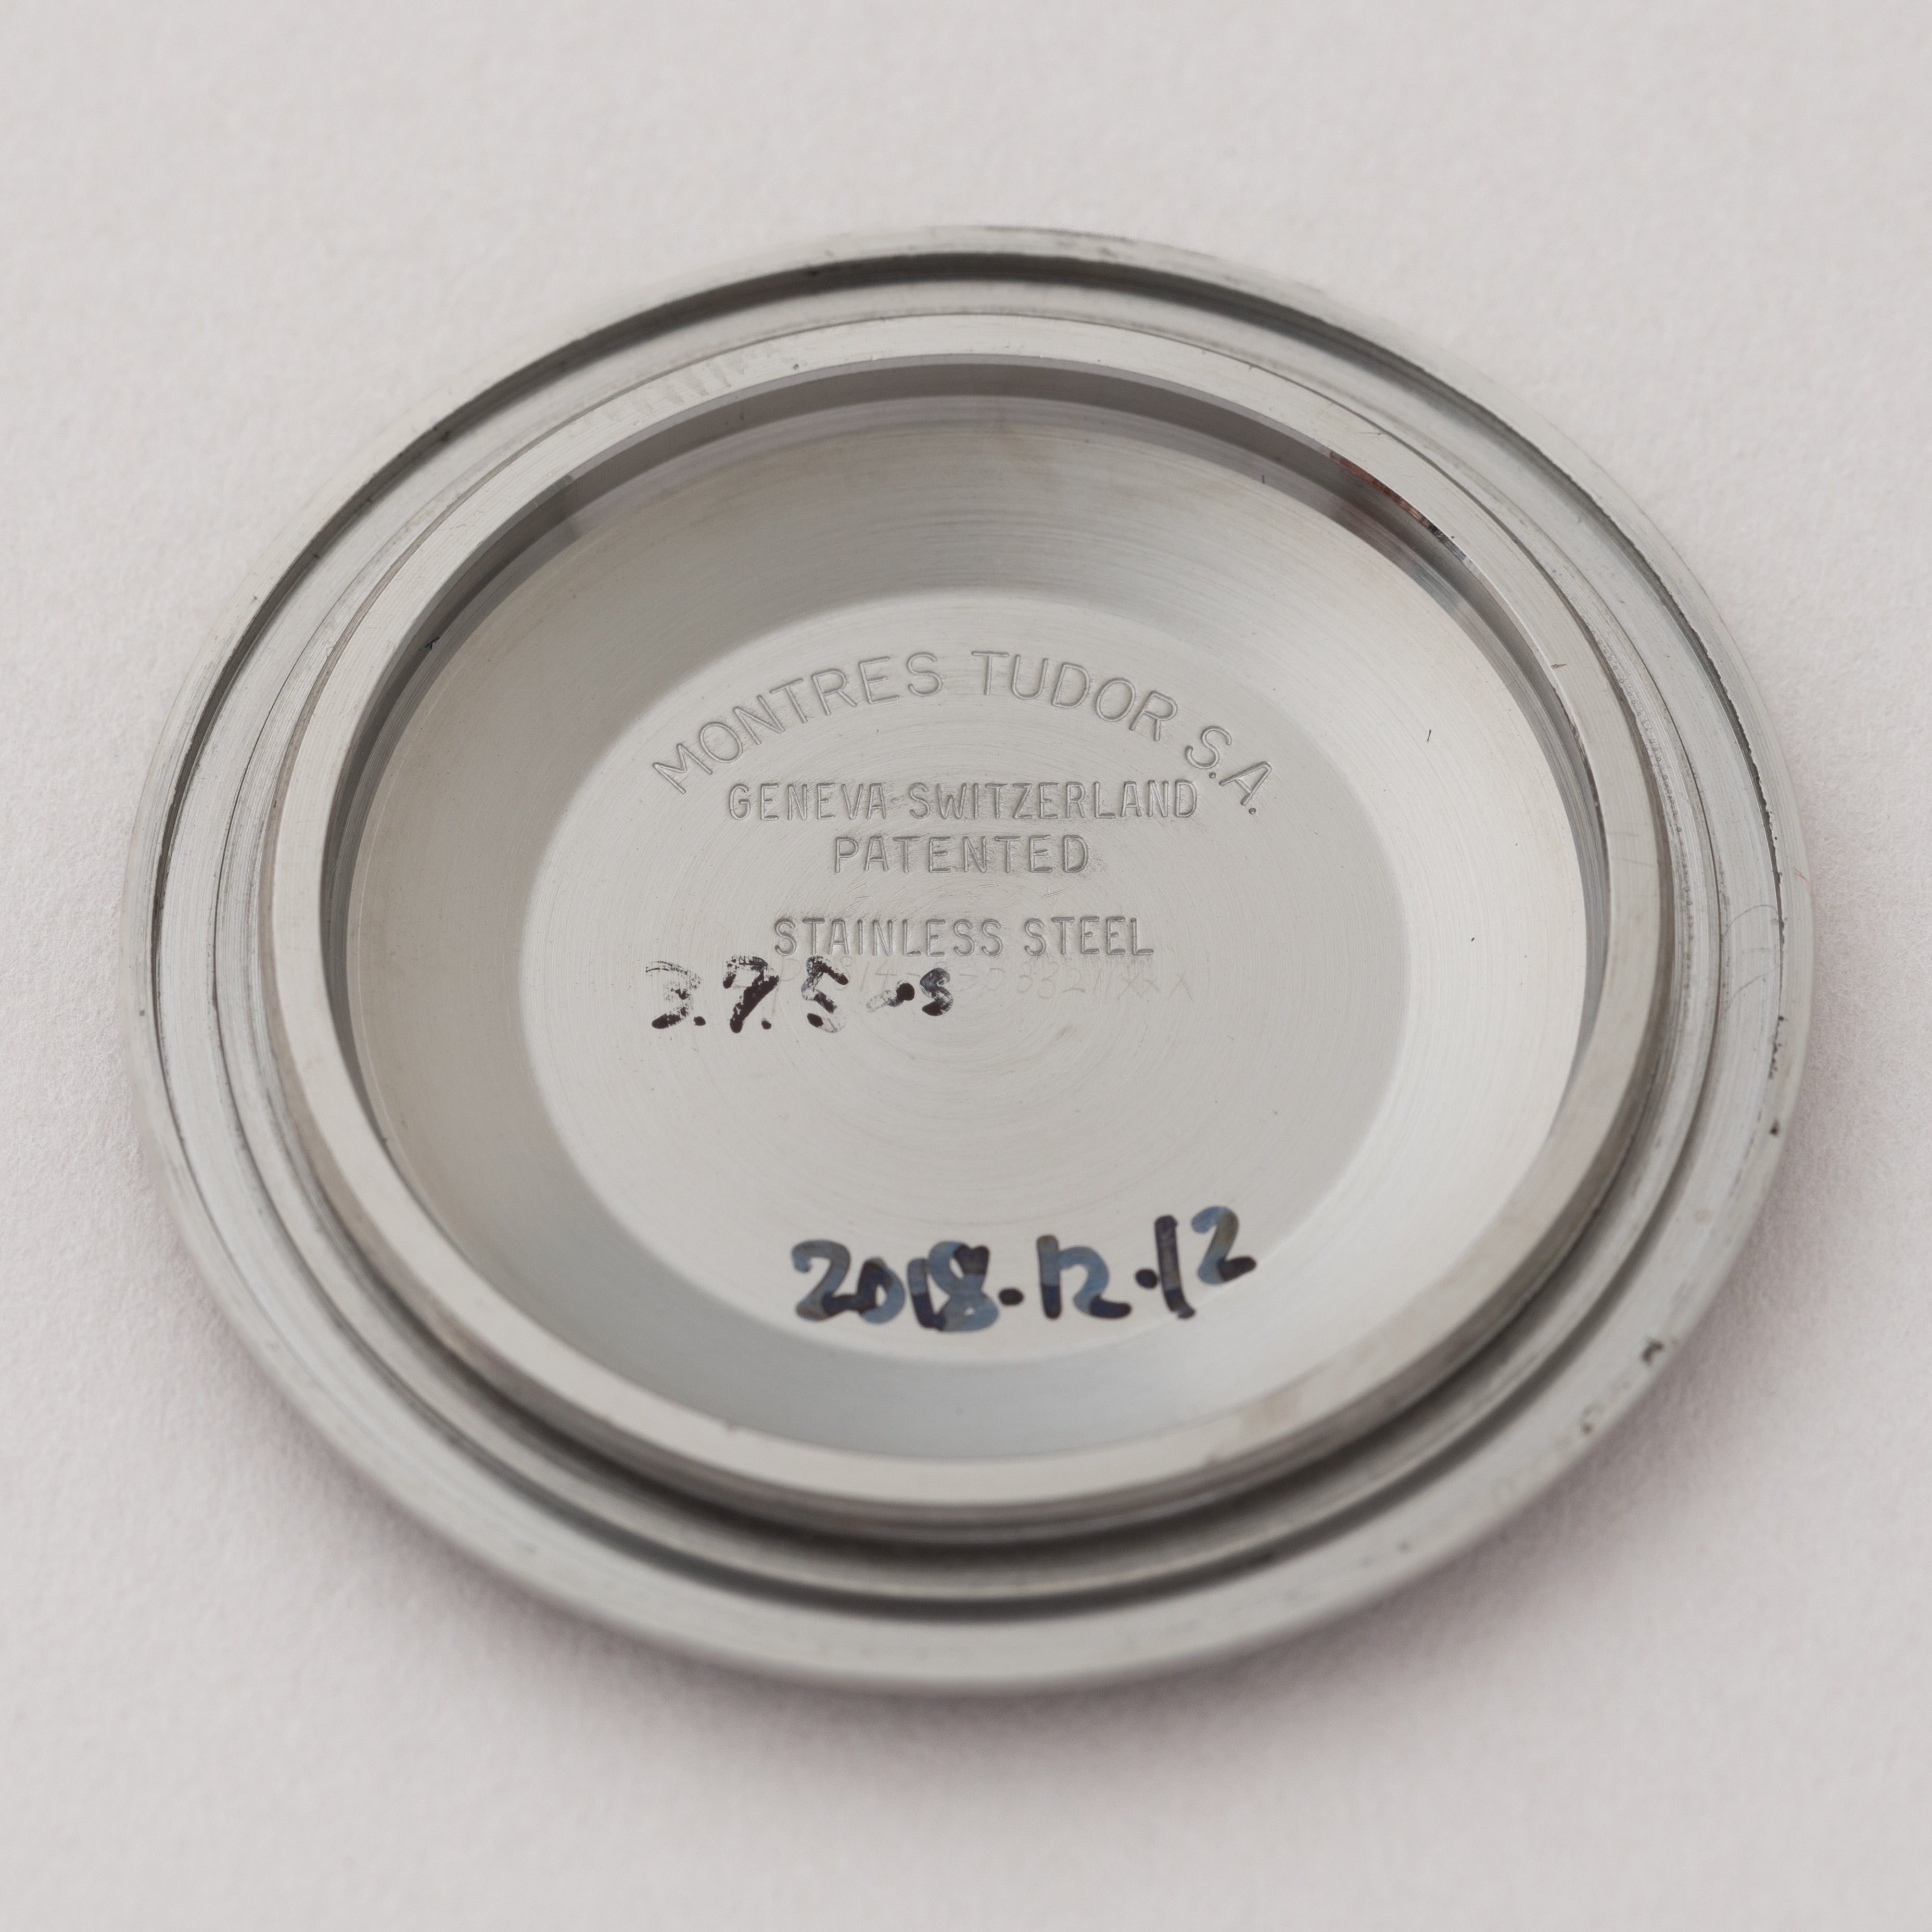 MONTRES TUDOR S.A.
GENEVA-SWITZERLAND
PATENTED
STAINLESS STEEL
2018.12.12